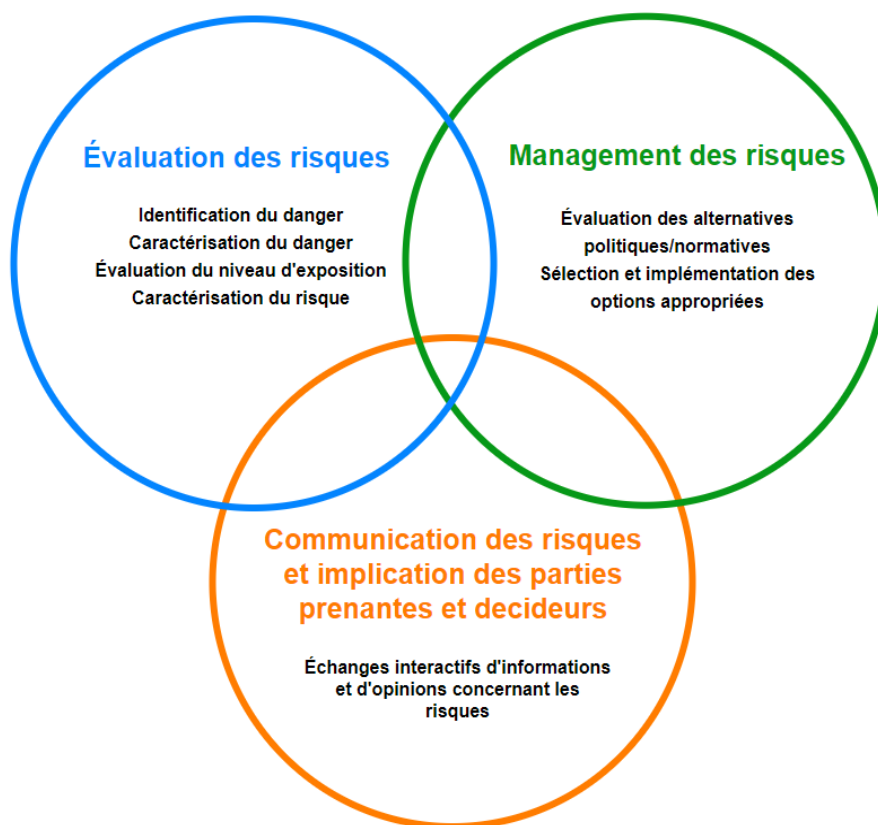 Évaluation des risques
Identification du danger
Caractérisation du danger
Évaluation du niveau d'exposition
Caractérisation du risque
Management des risques
Évaluation des alternatives
politiques/normatives
Sélection et implémentation des
options appropriées
Communication des risques
et implication des parties
prenantes et decideurs
Échanges interactifs d'informations
et d'opinions concernant les
risques